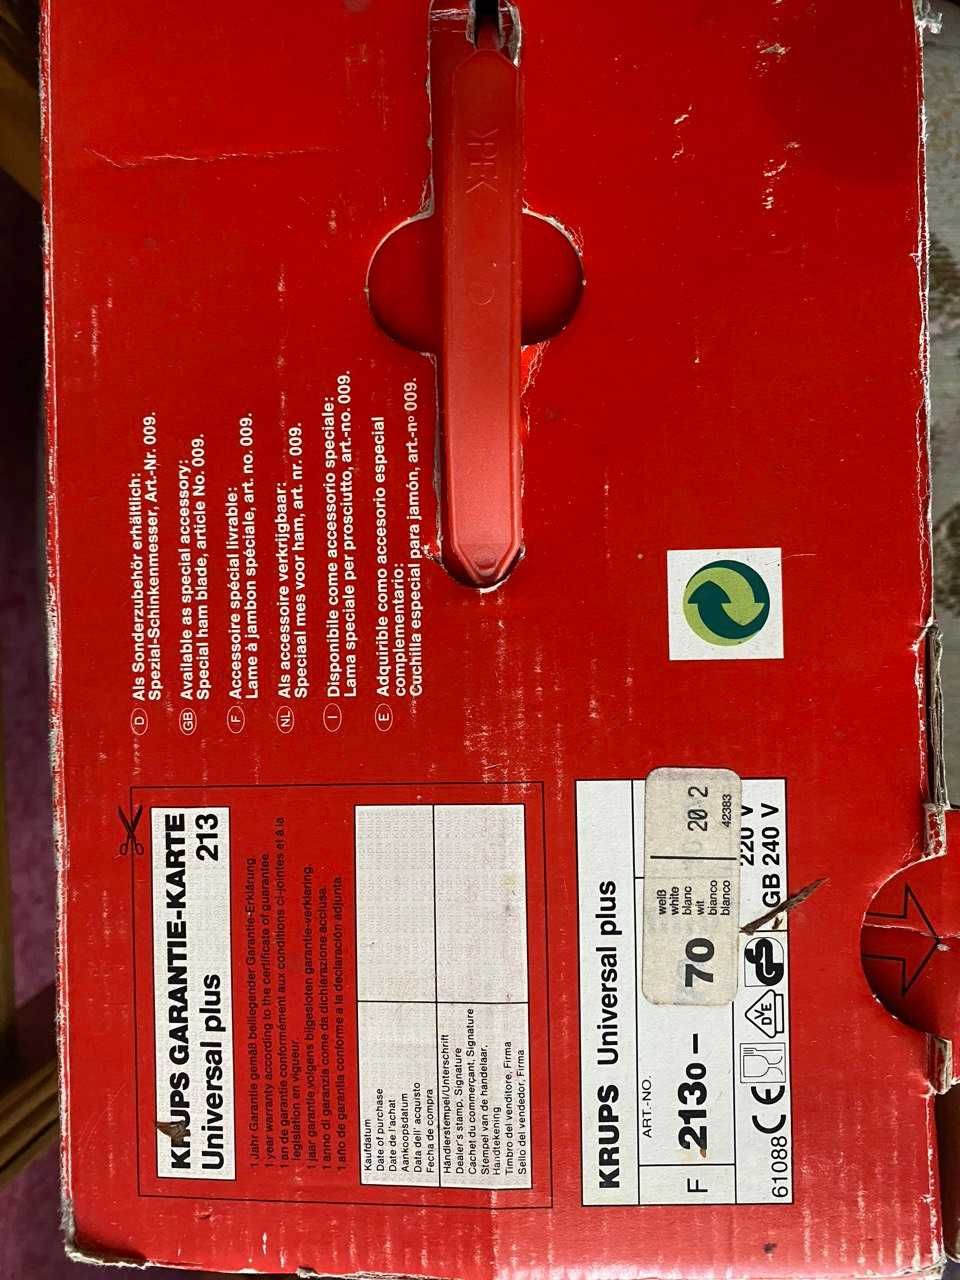 KRUPS GARANTIE-KARTE
Universal plus 213
1 Jahr Garantie gemäß beiliegender Garantie-Erklärung.
1 year warranty according to the certificate of guarantee.
1 an de garantie conformément aux conditions ci-jointes et à la
législation en vigueur.
1 jaar garantie volgens bijgesloten garantie-verklaring.
1 anno di garanzia come da dichiarazione acclusa.
1 ano de garantía conforme a la declaración adjunta.
Kaufdatum
Date of purchase
Date de l'achat
Aankoopsdatum
Data dell' acquisto
Fecha de compra
Händlerstempel/Unterschrift
Dealer's stamp, Signature
Cachet du commerçant, Signature
Stempel van de handelaar,
Handtekening
Timbro del venditore, Firma
Sello del vendedor, Firma
KRUPS Universal plus
ART.-NO.
F 2130 – 70
weiß
white
blanc
wit
bianco
blanco
20 2
42383
220 V
GB 240 V
61088 CE DVE GS
D Als Sonderzubehör erhältlich:
Spezial-Schinkenmesser, Art.-Nr. 009.
GB Available as special accessory:
Special ham blade, article No. 009.
F Accessoire spécial livrable:
Lame à jambon spéciale, art. no. 009.
NL Als accessoire verkrijgbaar:
Speciaal mes voor ham, art. nr. 009.
I Disponibile come accessorio speciale:
Lama speciale per prosciutto, art.-no. 009.
E Adquirible como accesorio especial
complementario:
Cuchilla especial para jamón, art.-nº 009.